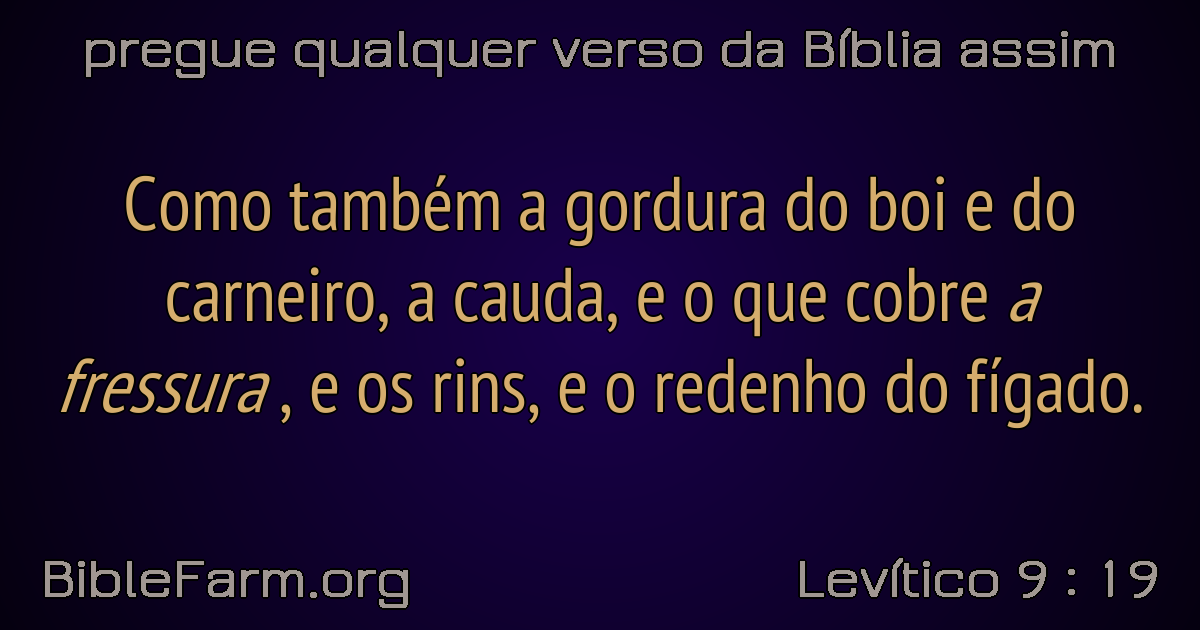 pregue qualquer verso da Bíblia assim
Como também a gordura do boi e do
carneiro, a cauda, e o que cobre a
fressura , e os rins, e o redenho do fígado.
BibleFarm.org
Levítico 9 : 19